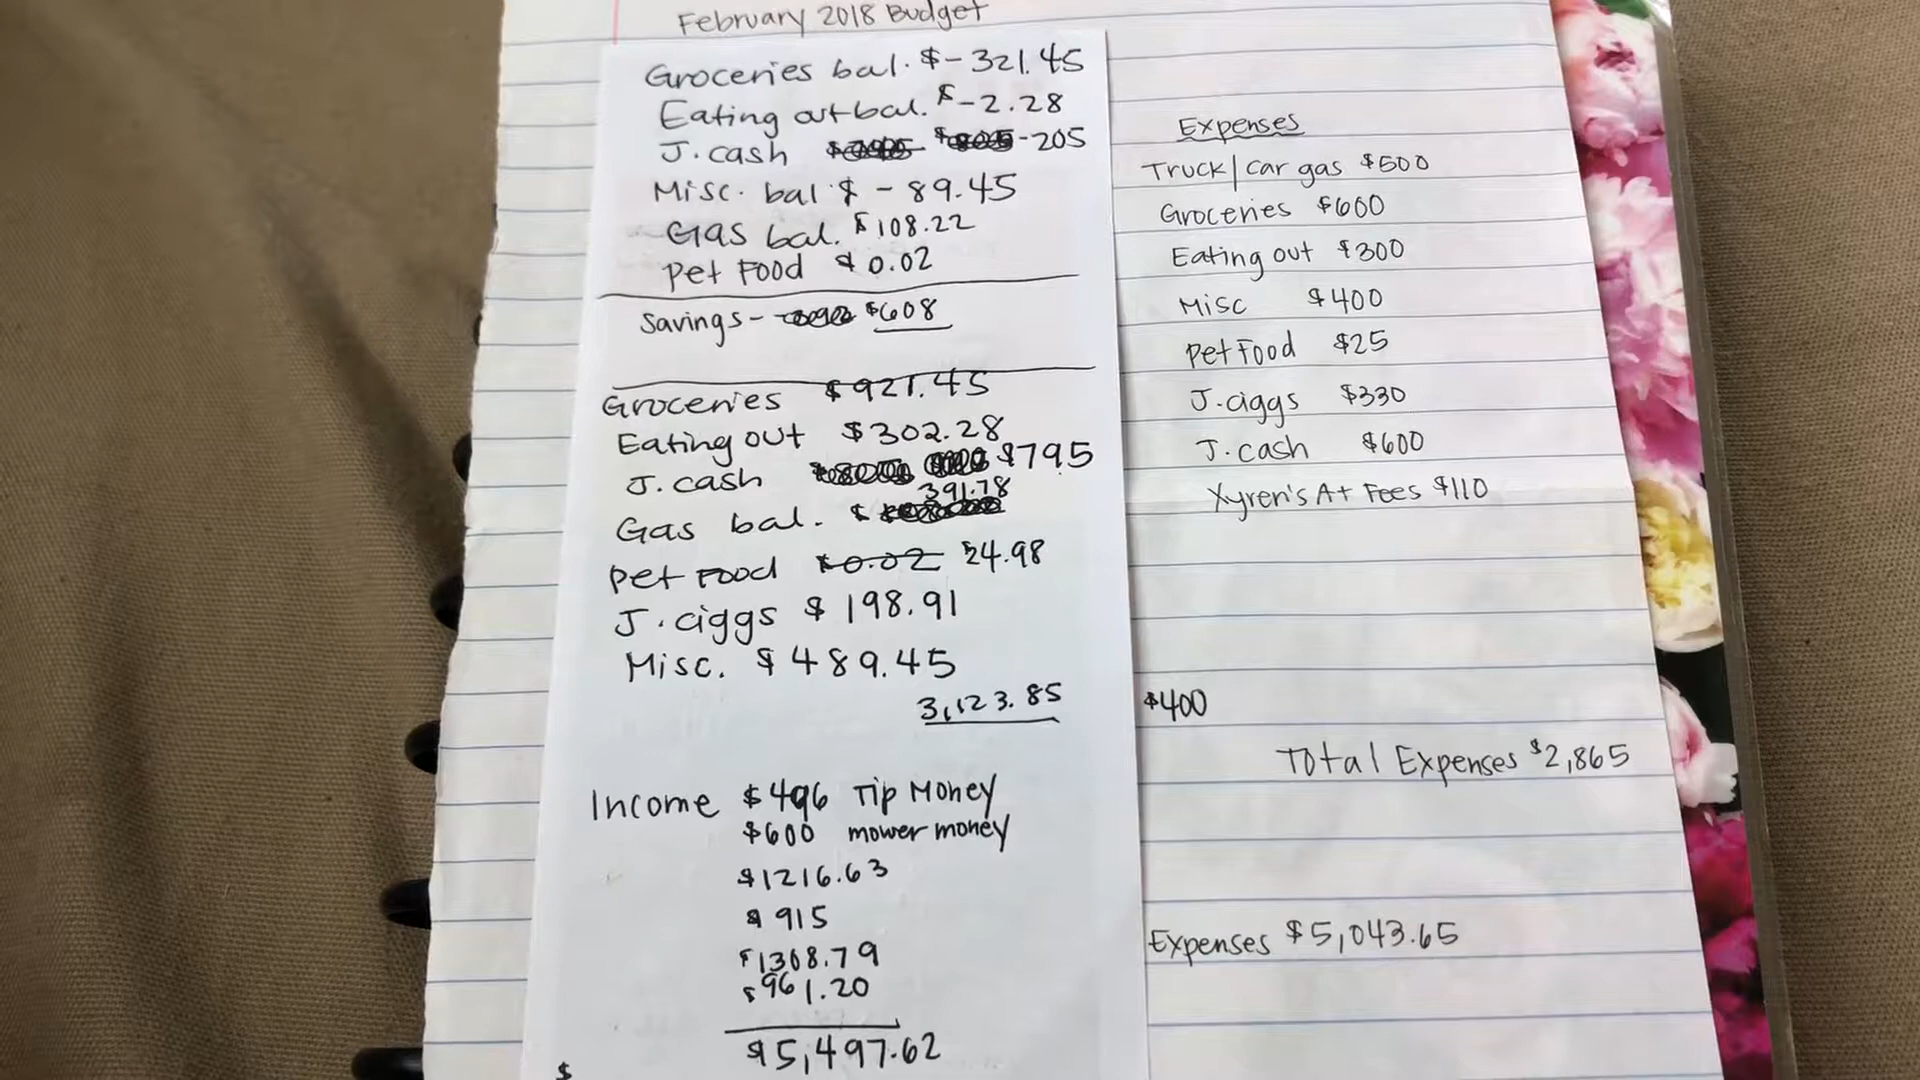 February 2018 Budget
Groceries bal. $-321.45
Eating out bal. $-2.28
J. cash -205
Misc. bal $ -89.45
Gas bal. $108.22
Pet Food $0.02
Savings- $608
Groceries $921.45
Eating out $302.28
J. cash $795
Gas bal. $ 391.78
Pet Food $0.02 $24.98
J. ciggs $198.91
Misc. $489.45
3,123.85
Income $496 Tip Money
$600 mower money
$1216.63
$915
$1308.79
$961.20
$5,497.62
$
Expenses
Truck/car gas $500
Groceries $600
Eating out $300
Misc $400
Pet Food $25
J. ciggs $330
J. cash $600
Xyren's A+ Fees $110
$400
Total Expenses $2,865
Expenses $5,043.65